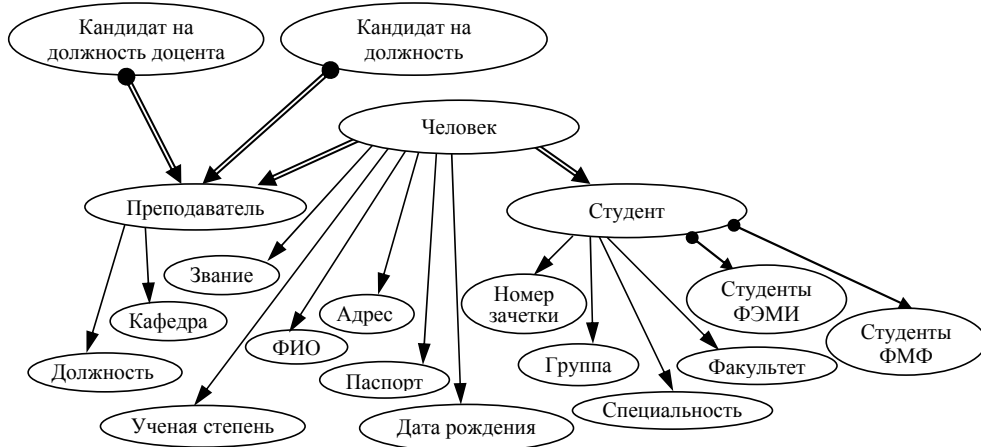 Кандидат на
должность доцента
Кандидат на
должность
Человек
Преподаватель
Студент
Звание
Кафедра
Должность
Ученая степень
ФИО
Адрес
Паспорт
Дата рождения
Номер
зачетки
Группа
Специальность
Факультет
Студенты
ФЭМИ
Студенты
ФМФ